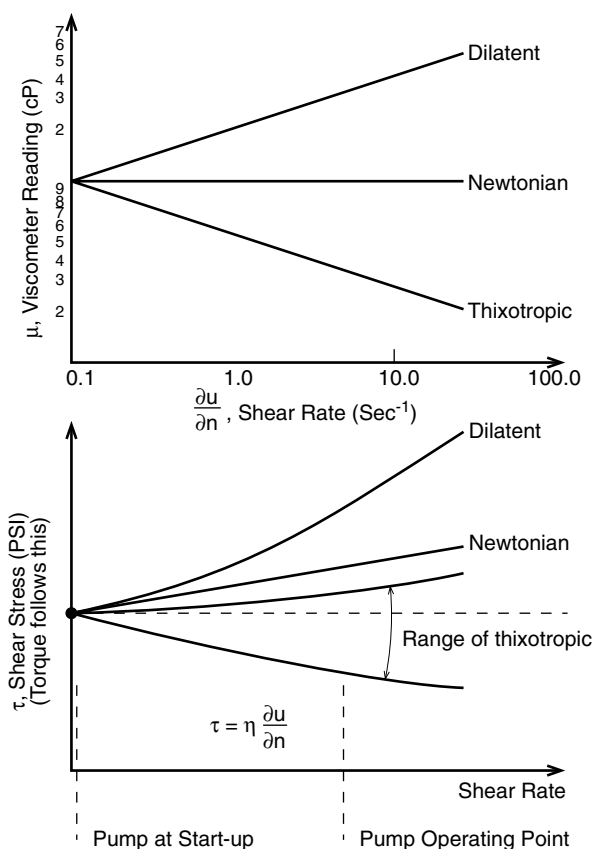 μ, Viscometer Reading (cP)
7
6
5
4
3
2
9
8
7
6
5
4
3
2
Dilatent
Newtonian
Thixotropic
0.1 1.0 10.0 100.0
∂u
∂n , Shear Rate (Sec⁻¹)
τ, Shear Stress (PSI)
(Torque follows this)
Dilatent
Newtonian
Range of thixotropic
τ = η ∂u
∂n
Shear Rate
Pump at Start-up
Pump Operating Point